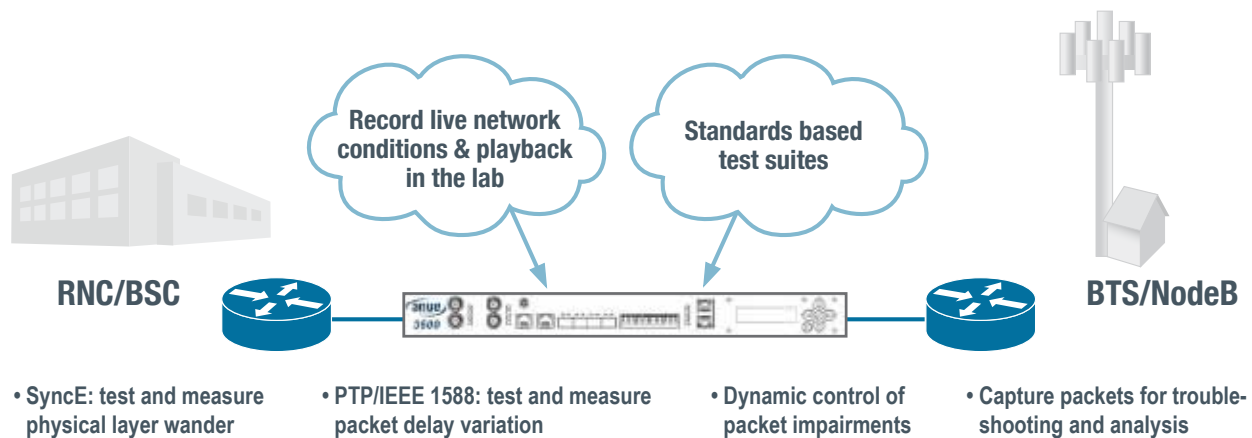 Record live network
conditions & playback
in the lab
Standards based
test suites
RNC/BSC
BTS/NodeB
anue
3500
• SyncE: test and measure
physical layer wander
• PTP/IEEE 1588: test and measure
packet delay variation
• Dynamic control of
packet impairments
• Capture packets for trouble-
shooting and analysis